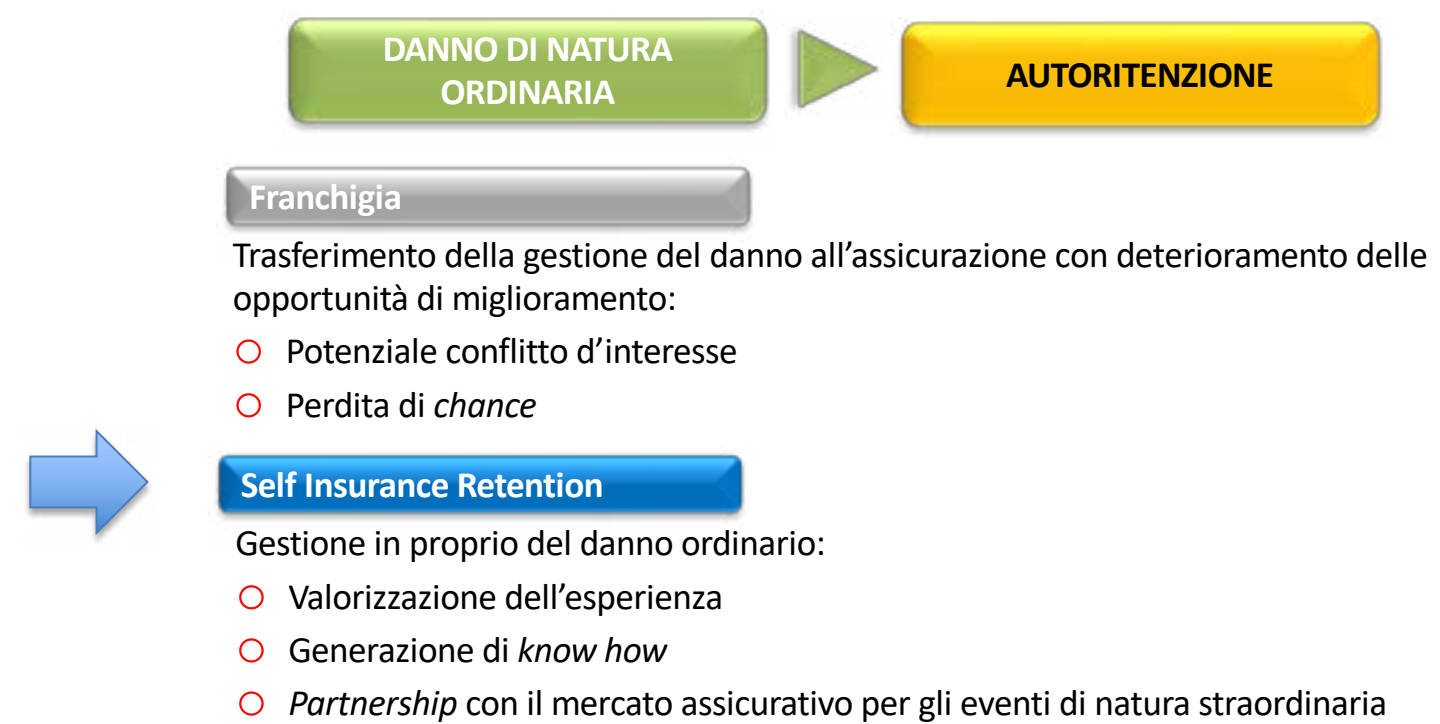 DANNO DI NATURA
ORDINARIA
AUTORITENZIONE
Franchigia
Trasferimento della gestione del danno all’assicurazione con deterioramento delle
opportunità di miglioramento:
Potenziale conflitto d’interesse
Perdita di chance
Self Insurance Retention
Gestione in proprio del danno ordinario:
Valorizzazione dell’esperienza
Generazione di know how
Partnership con il mercato assicurativo per gli eventi di natura straordinaria